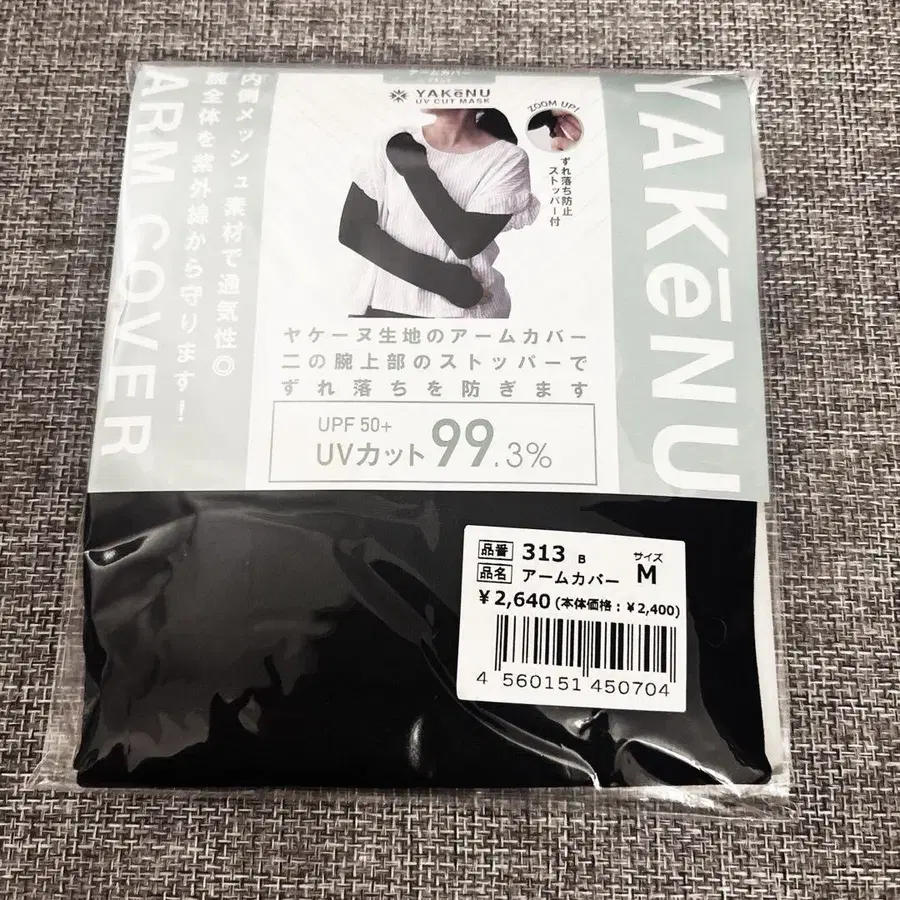 アームカバー
YAKēNU
UV CUT MASK
ZOOM UP!
ずれ落ち防止
ストッパー付
YAKēNU
内側メッシュ素材で通気性◎
腕全体を紫外線から守ります!
ARM COVER
ヤケーヌ生地のアームカバー
二の腕上部のストッパーで
ずれ落ちを防ぎます
UPF 50+
UVカット99.3%
品番 313 B サイズ
品名 アームカバー M
¥2,640(本体価格:¥2,400)
4 560151 450704